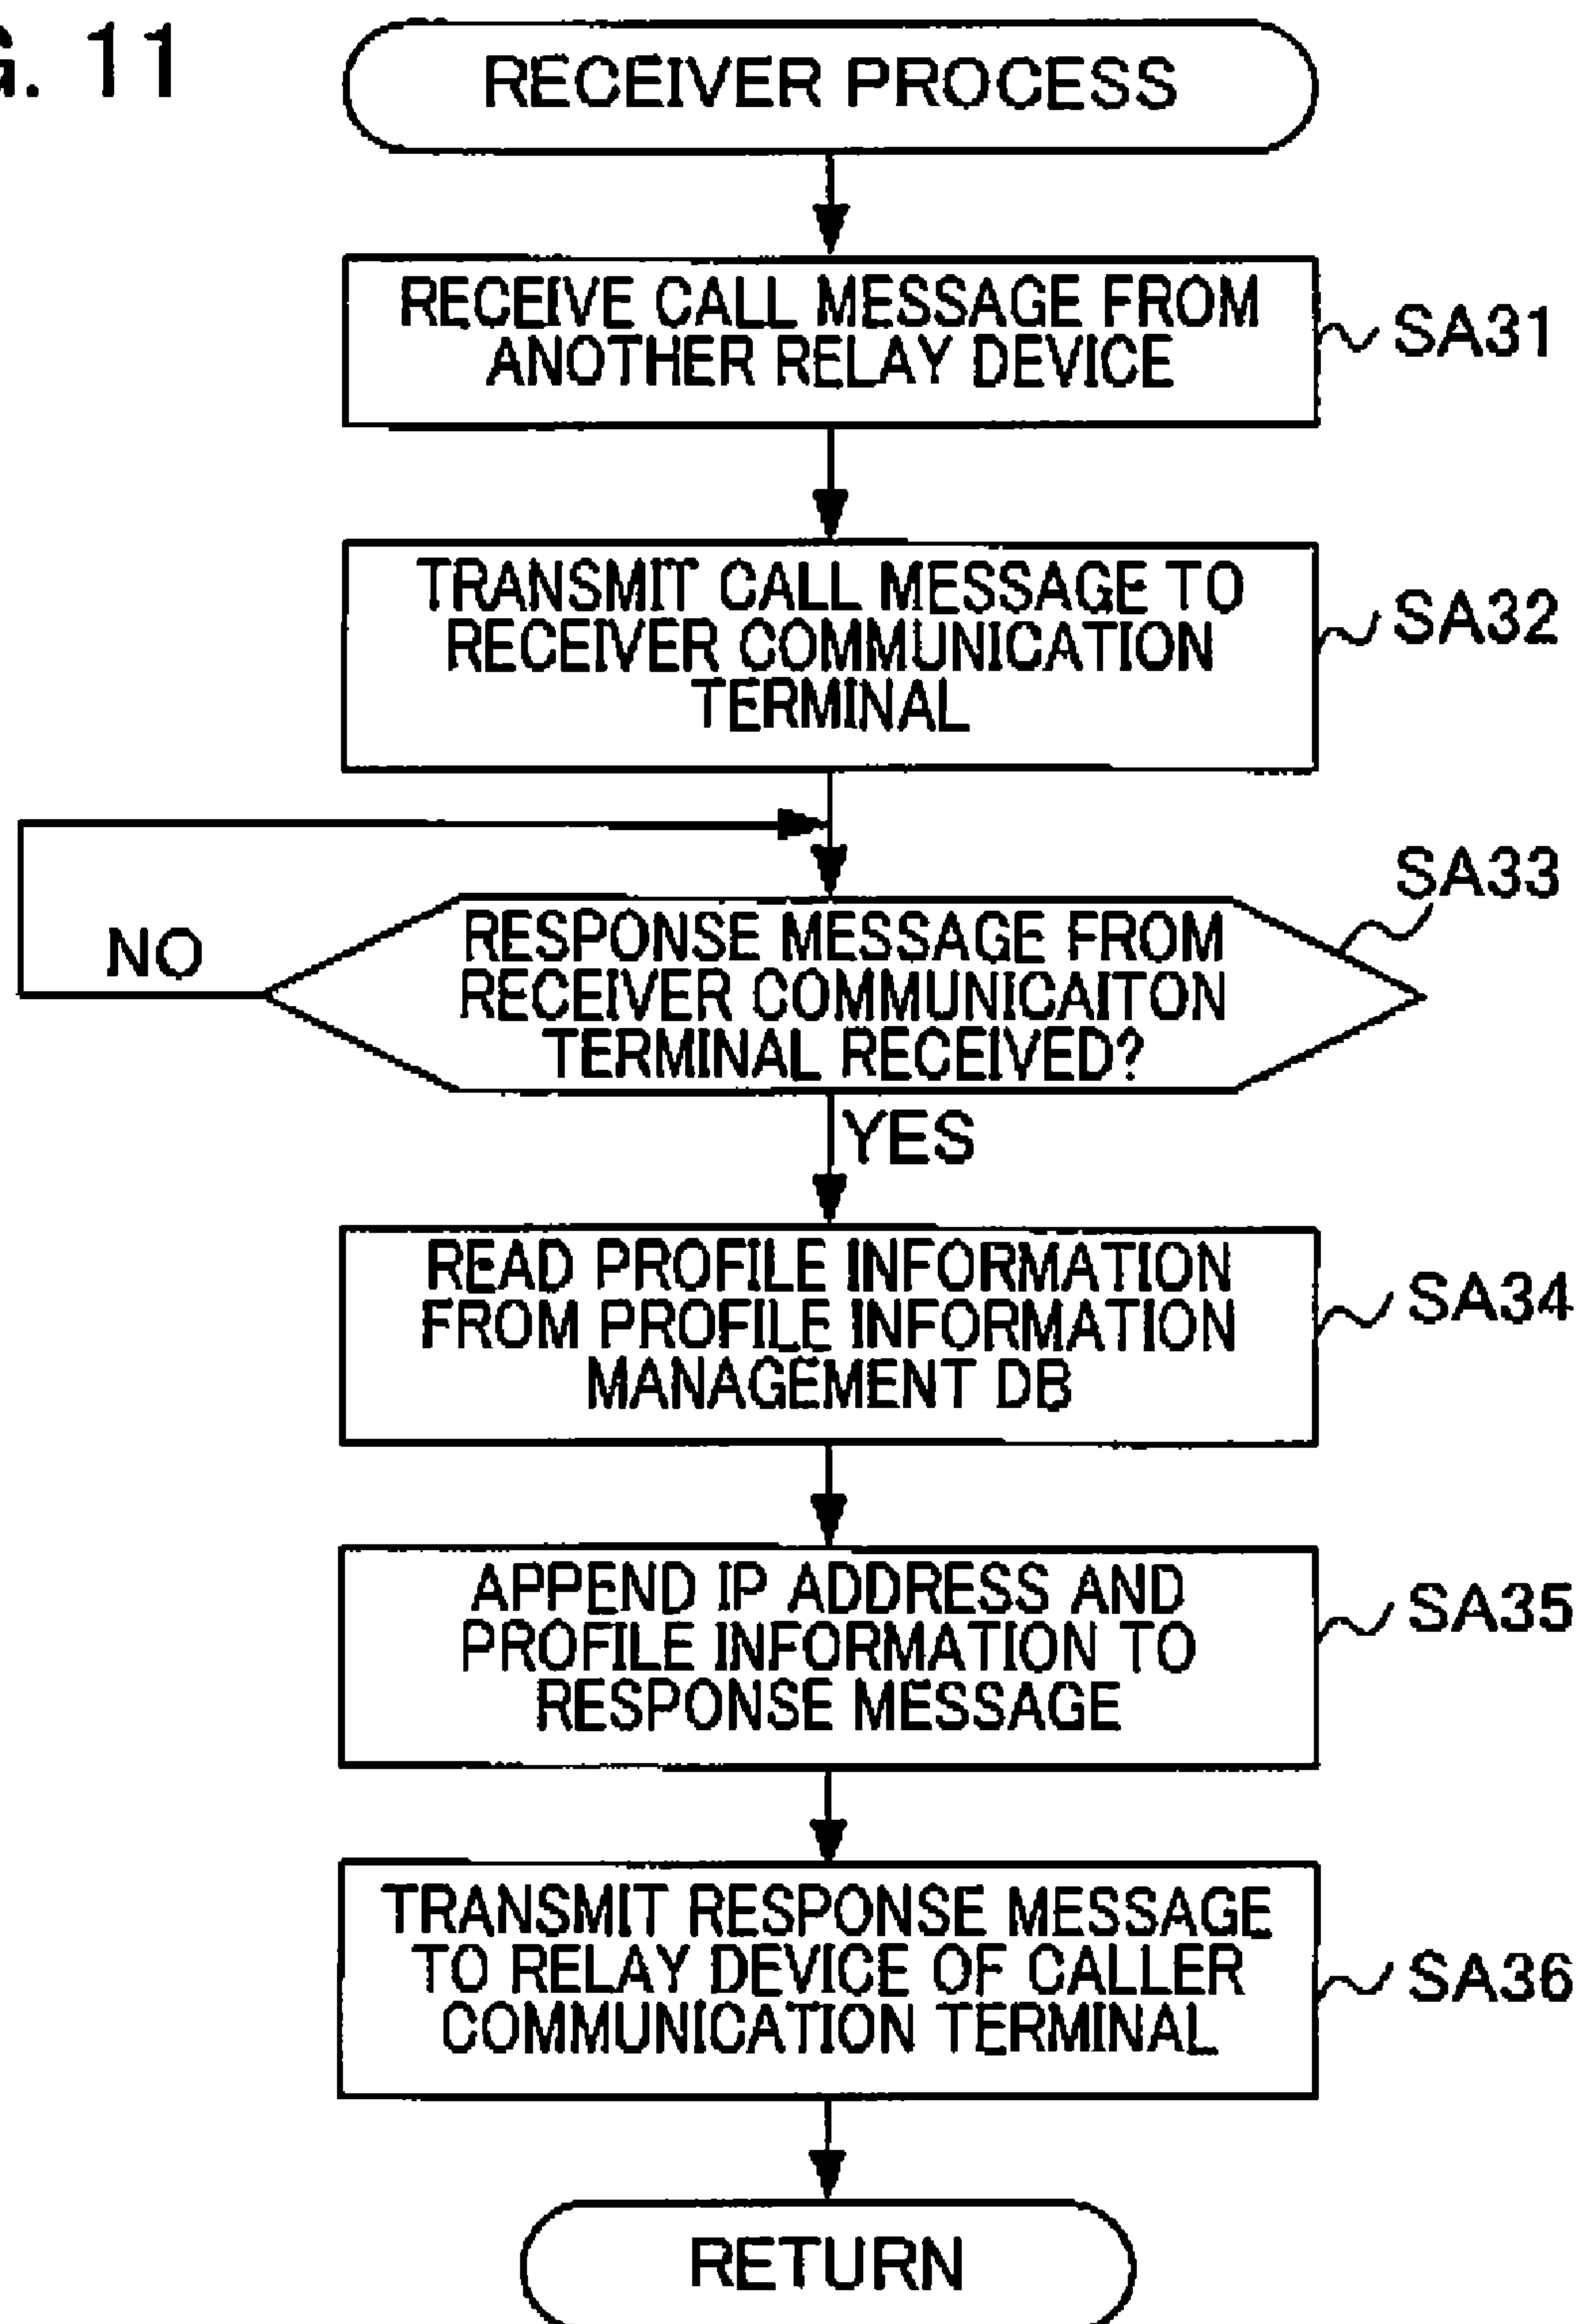 G. 11
RECEIVER PROCESS
RECEIVE CALL MESSAGE FROM
ANOTHER RELAY DEVICE
SA31
TRANSMIT CALL MESSAGE TO
RECEIVER COMMUNICATION
TERMINAL
SA32
SA33
NO
RESPONSE MESSAGE FROM
RECEIVER COMMUNICAITON
TERMINAL RECEIVED?
YES
READ PROFILE INFORMATION
FROM PROFILE INFORMATION
MANAGEMENT DB
SA34
APPEND IP ADDRESS AND
PROFILE INFORMATION TO
RESPONSE MESSAGE
SA35
TRANSMIT RESPONSE MESSAGE
TO RELAY DEVICE OF CALLER
COMMUNICATION TERMINAL
SA36
RETURN